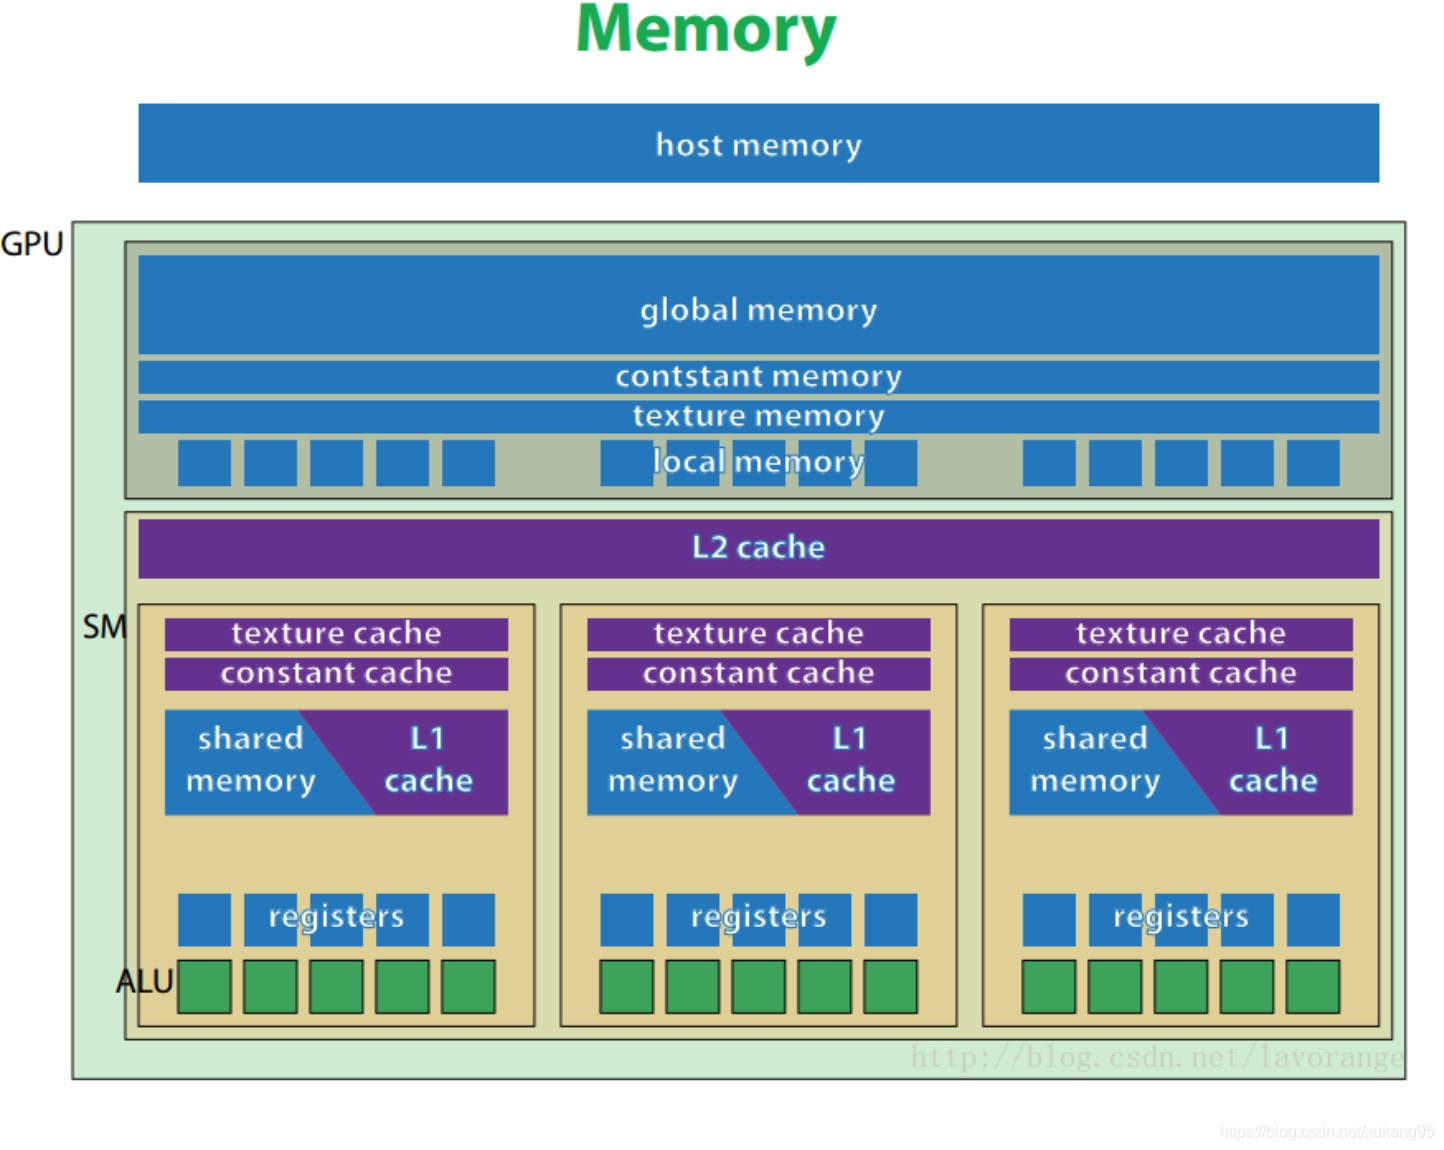 Memory
host memory
GPU
global memory
contstant memory
texture memory
local memory
L2 cache
SM
texture cache
constant cache
shared
memory
L1
cache
texture cache
constant cache
shared
memory
L1
cache
texture cache
constant cache
shared
memory
L1
cache
registers
registers
registers
ALU
http://blog.csdn.net/lavorange
https://blog.csdn.net/xukang95